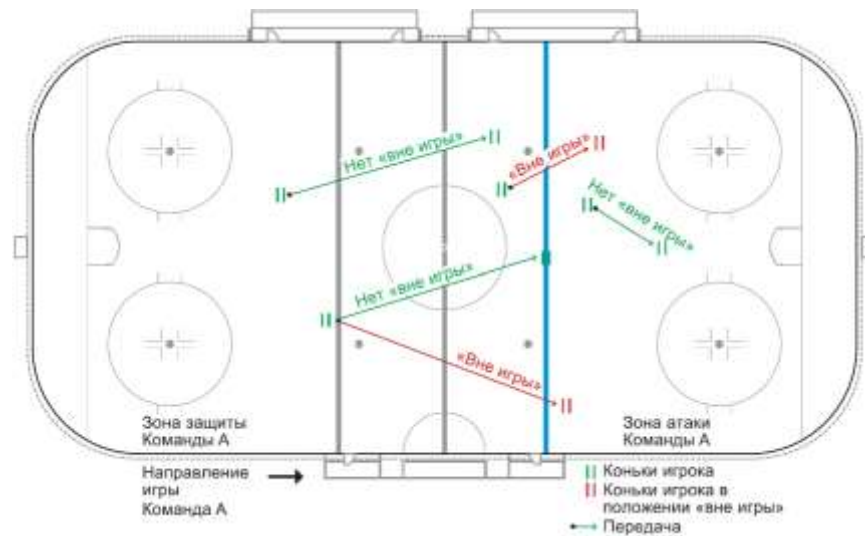 Нет «вне игры»
«Вне игры»
Нет «вне игры»
Нет «вне игры»
«Вне игры»
Зона защиты
Команды А
Зона атаки
Команды А
Направление
игры
Команда А
Коньки игрока
Коньки игрока в
положении «вне игры»
Передача